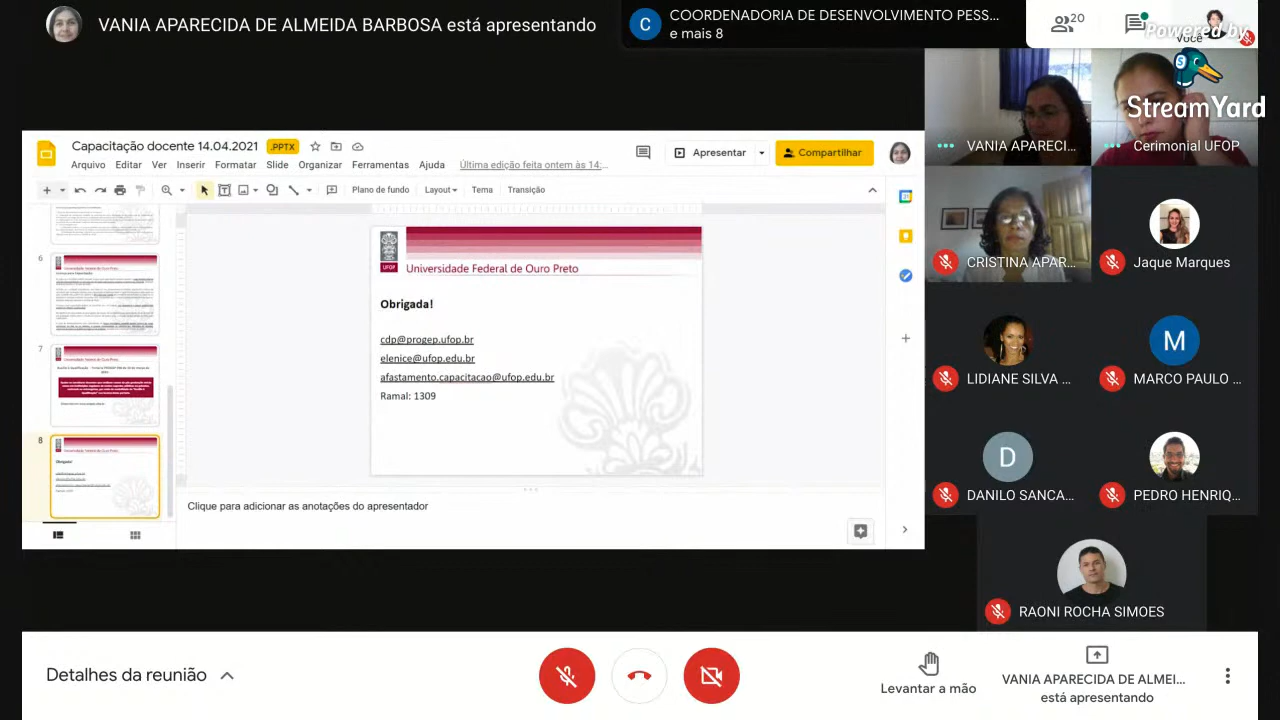 VANIA APARECIDA DE ALMEIDA BARBOSA está apresentando
COORDENADORIA DE DESENVOLVIMENTO PESS...
e mais 8
20
Você
Powered by
StreamYard
Capacitação docente 14.04.2021
.PPTX
Apresentar
Compartilhar
Arquivo Editar Ver Inserir Formatar Slide Organizar Ferramentas Ajuda
Última edição feita ontem às 14:...
Plano de fundo Layout Tema Transição
6
7
8
UFOP
Universidade Federal de Ouro Preto
Obrigada!
cdp@progep.ufop.br
elenice@ufop.edu.br
afastamento.capacitacao@ufop.edu.br
Ramal: 1309
Clique para adicionar as anotações do apresentador
VANIA APARECI...
Cerimonial UFOP
CRISTINA APAR...
Jaque Marques
LIDIANE SILVA ...
M
MARCO PAULO ...
D
DANILO SANCA...
PEDRO HENRIQ...
RAONI ROCHA SIMOES
Detalhes da reunião
Levantar a mão
VANIA APARECIDA DE ALMEI...
está apresentando